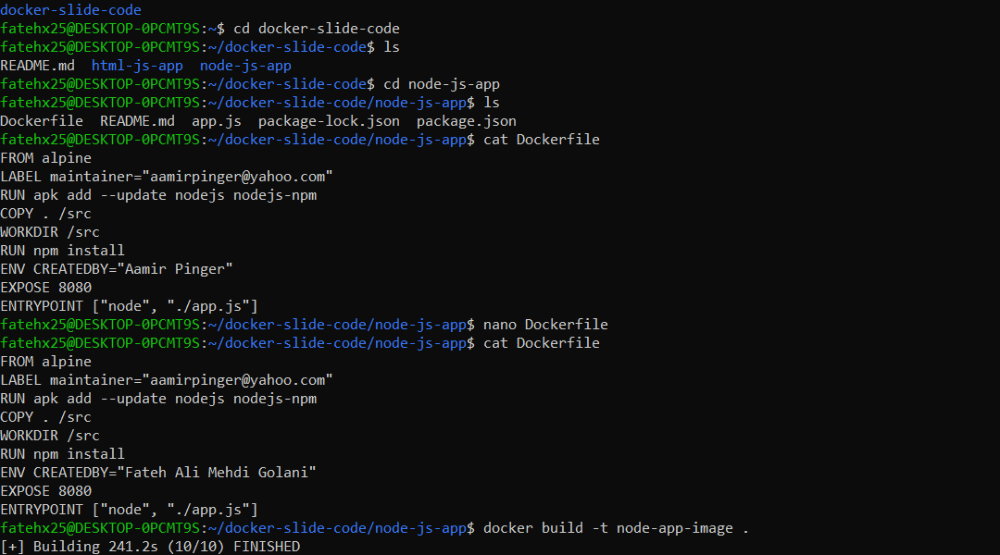 docker-slide-code
fatehx25@DESKTOP-0PCMT9S:~$ cd docker-slide-code
fatehx25@DESKTOP-0PCMT9S:~/docker-slide-code$ ls
README.md  html-js-app  node-js-app
fatehx25@DESKTOP-0PCMT9S:~/docker-slide-code$ cd node-js-app
fatehx25@DESKTOP-0PCMT9S:~/docker-slide-code/node-js-app$ ls
Dockerfile  README.md  app.js  package-lock.json  package.json
fatehx25@DESKTOP-0PCMT9S:~/docker-slide-code/node-js-app$ cat Dockerfile
FROM alpine
LABEL maintainer="aamirpinger@yahoo.com"
RUN apk add --update nodejs nodejs-npm
COPY . /src
WORKDIR /src
RUN npm install
ENV CREATEDBY="Aamir Pinger"
EXPOSE 8080
ENTRYPOINT ["node", "./app.js"]
fatehx25@DESKTOP-0PCMT9S:~/docker-slide-code/node-js-app$ nano Dockerfile
fatehx25@DESKTOP-0PCMT9S:~/docker-slide-code/node-js-app$ cat Dockerfile
FROM alpine
LABEL maintainer="aamirpinger@yahoo.com"
RUN apk add --update nodejs nodejs-npm
COPY . /src
WORKDIR /src
RUN npm install
ENV CREATEDBY="Fateh Ali Mehdi Golani"
EXPOSE 8080
ENTRYPOINT ["node", "./app.js"]
fatehx25@DESKTOP-0PCMT9S:~/docker-slide-code/node-js-app$ docker build -t node-app-image .
[+] Building 241.2s (10/10) FINISHED